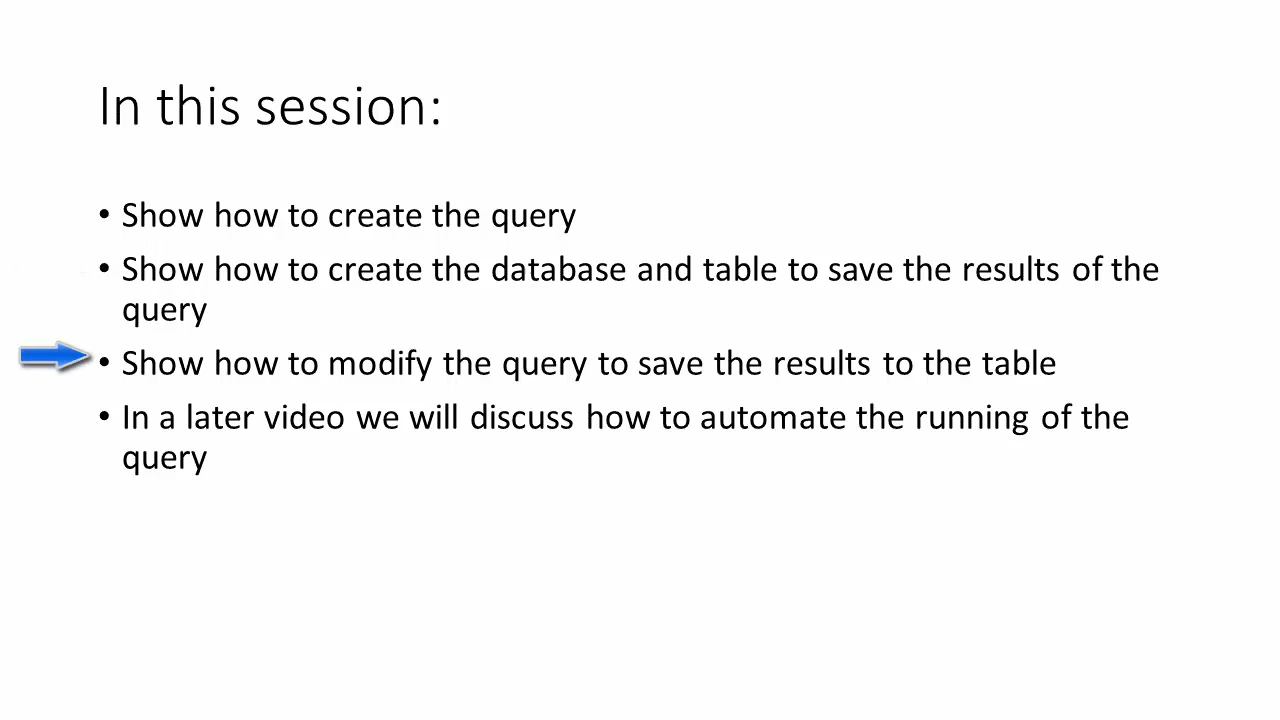 In this session:
• Show how to create the query
• Show how to create the database and table to save the results of the
query
• Show how to modify the query to save the results to the table
• In a later video we will discuss how to automate the running of the
query